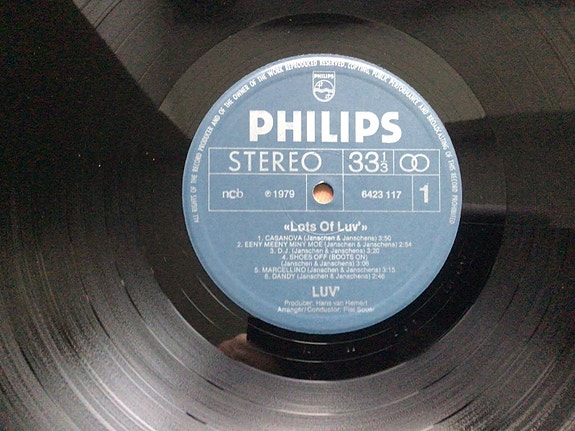 ALL RIGHTS OF THE RECORD PRODUCER AND OF THE OWNER OF THE WORK REPRODUCED RESERVED. COPYING, PUBLIC PERFORMANCE AND BROADCASTING OF THIS RECORD PROHIBITED
PHILIPS
PHILIPS
STEREO 33 1/3
ncb ℗ 1979 6423 117 1
«Lots Of Luv'»
1. CASANOVA (Janschen & Janschens) 3:50
2. EENY MEENY MINY MOE (Janschen & Janschens) 2:54
3. D.J. (Janschen & Janschens) 3:20
4. SHOES OFF (BOOTS ON)
(Janschen & Janschens) 3:06
5. MARCELLINO (Janschen & Janschens) 3:13
6. DANDY (Janschen & Janschens) 2:46
LUV'
Producer: Hans van Hemert
Arranger/Conductor: Piet Souer